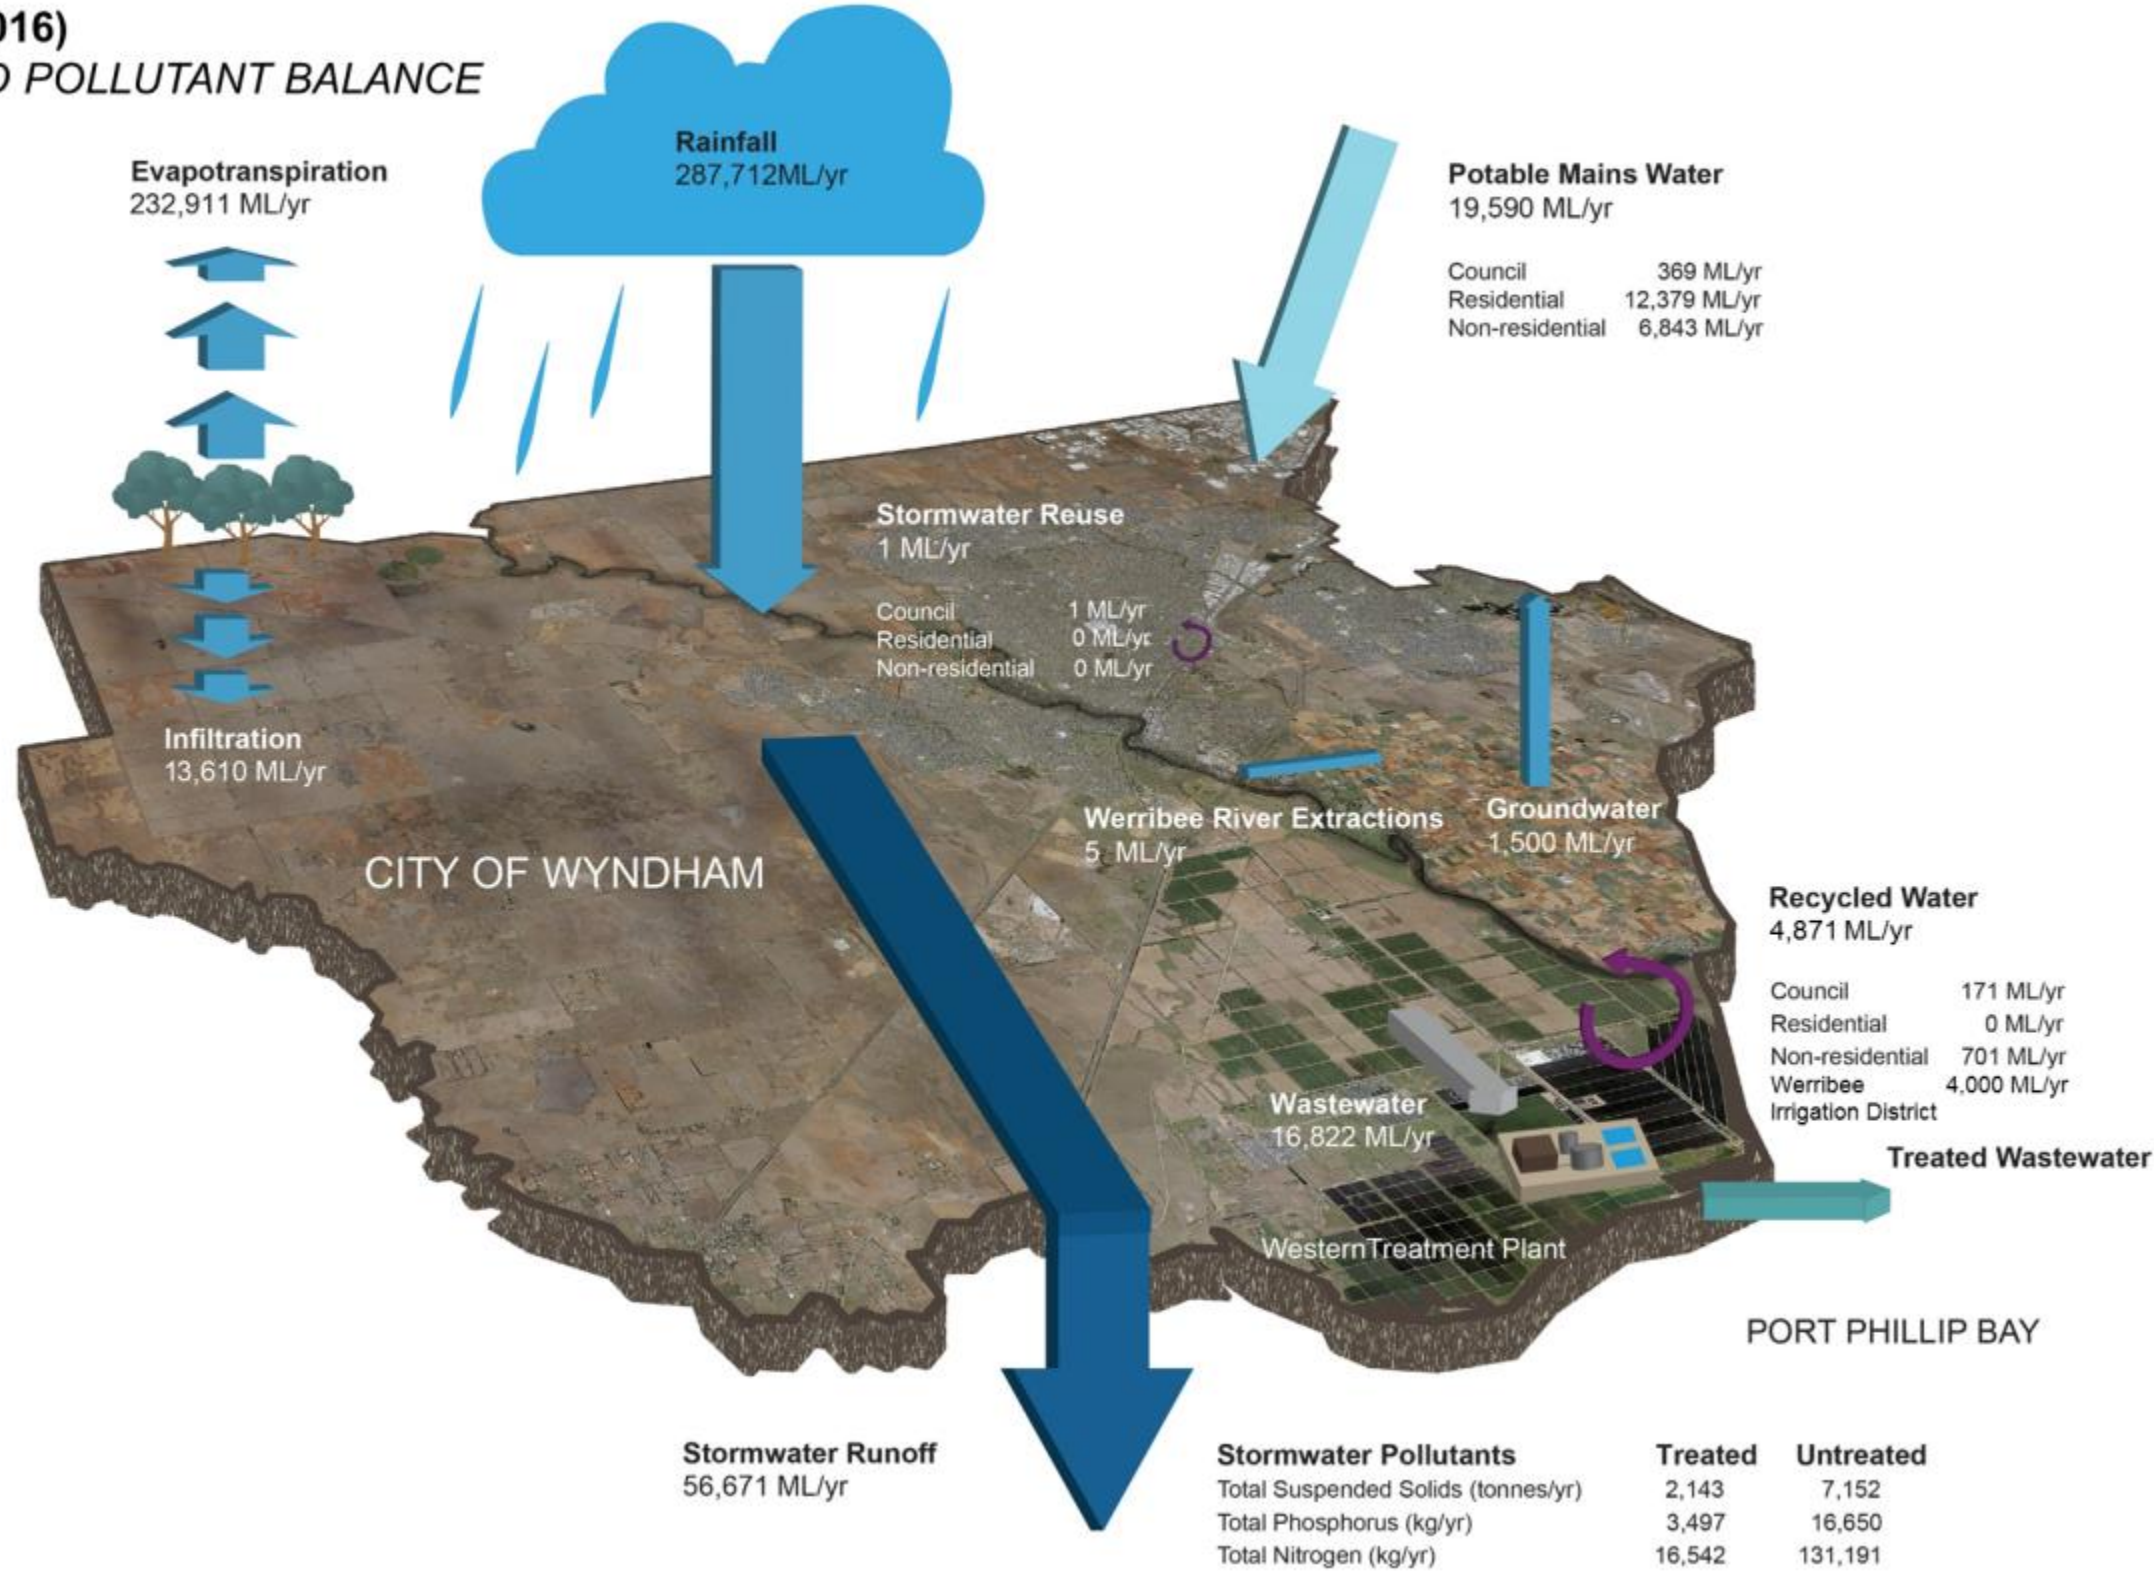 016)
POLLUTANT BALANCE
Evapotranspiration
232,911 ML/yr
Rainfall
287,712ML/yr
Potable Mains Water
19,590 ML/yr
Council 369 ML/yr
Residential 12,379 ML/yr
Non-residential 6,843 ML/yr
Stormwater Reuse
1 ML/yr
Council 1 ML/yr
Residential 0 ML/yr
Non-residential 0 ML/yr
Infiltration
13,610 ML/yr
CITY OF WYNDHAM
Werribee River Extractions
5 ML/yr
Groundwater
1,500 ML/yr
Recycled Water
4,871 ML/yr
Council 171 ML/yr
Residential 0 ML/yr
Non-residential 701 ML/yr
Werribee 4,000 ML/yr
Irrigation District
Wastewater
16,822 ML/yr
Treated Wastewater
WesternTreatment Plant
PORT PHILLIP BAY
Stormwater Runoff
56,671 ML/yr
Stormwater Pollutants Treated Untreated
Total Suspended Solids (tonnes/yr) 2,143 7,152
Total Phosphorus (kg/yr) 3,497 16,650
Total Nitrogen (kg/yr) 16,542 131,191